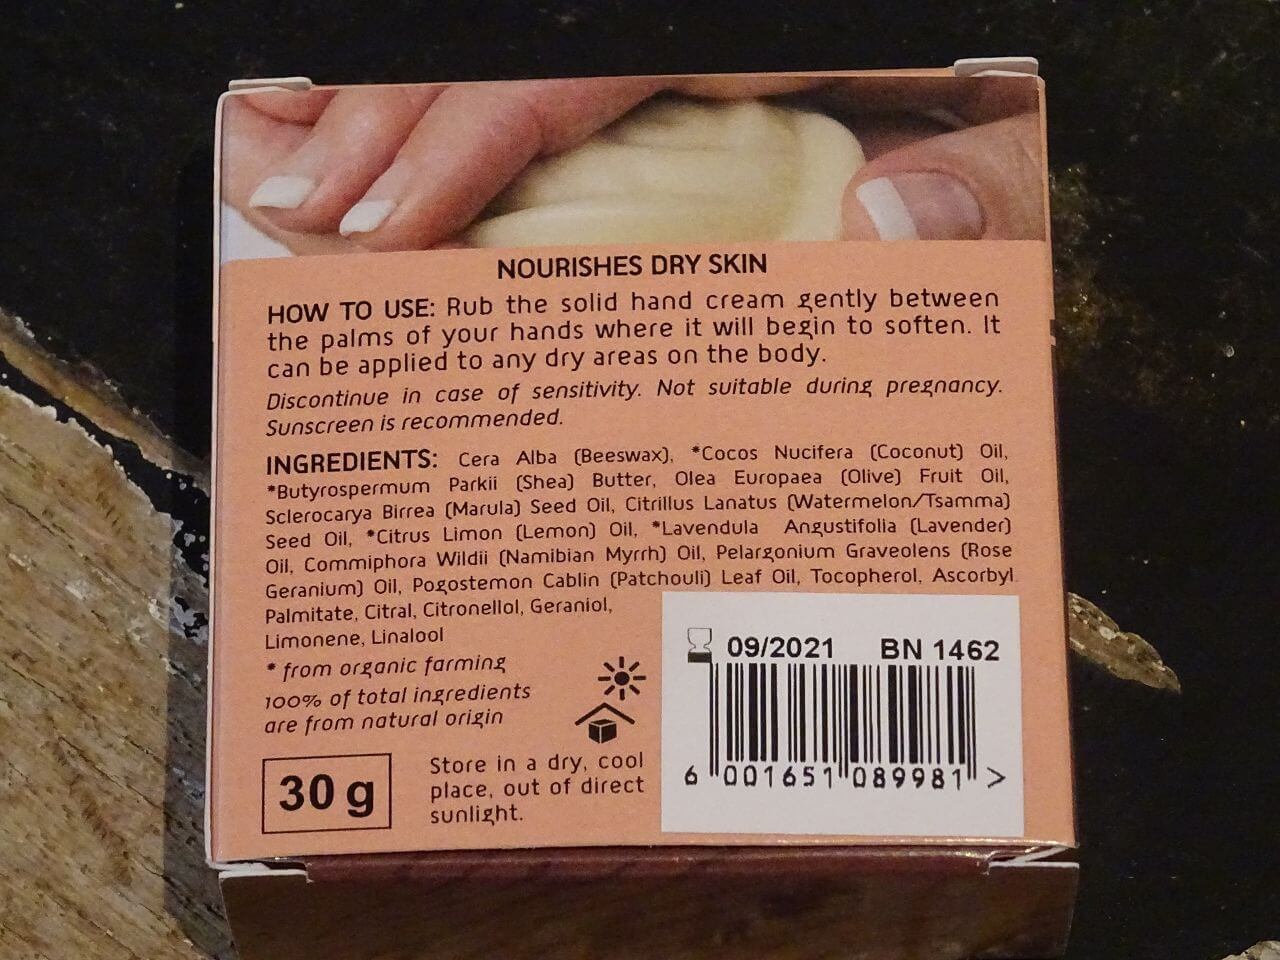 NOURISHES DRY SKIN
HOW TO USE: Rub the solid hand cream gently between
the palms of your hands where it will begin to soften. It
can be applied to any dry areas on the body.
Discontinue in case of sensitivity. Not suitable during pregnancy.
Sunscreen is recommended.
INGREDIENTS: Cera Alba (Beeswax), *Cocos Nucifera (Coconut) Oil,
*Butyrospermum Parkii (Shea) Butter, Olea Europaea (Olive) Fruit Oil,
Sclerocarya Birrea (Marula) Seed Oil, Citrillus Lanatus (Watermelon/Tsamma)
Seed Oil, *Citrus Limon (Lemon) Oil, *Lavendula Angustifolia (Lavender)
Oil, Commiphora Wildii (Namibian Myrrh) Oil, Pelargonium Graveolens (Rose
Geranium) Oil, Pogostemon Cablin (Patchouli) Leaf Oil, Tocopherol, Ascorbyl
Palmitate, Citral, Citronellol, Geraniol,
Limonene, Linalool
* from organic farming
100% of total ingredients
are from natural origin
30 g
Store in a dry, cool
place, out of direct
sunlight.
09/2021 BN 1462
6 001651 089981 >